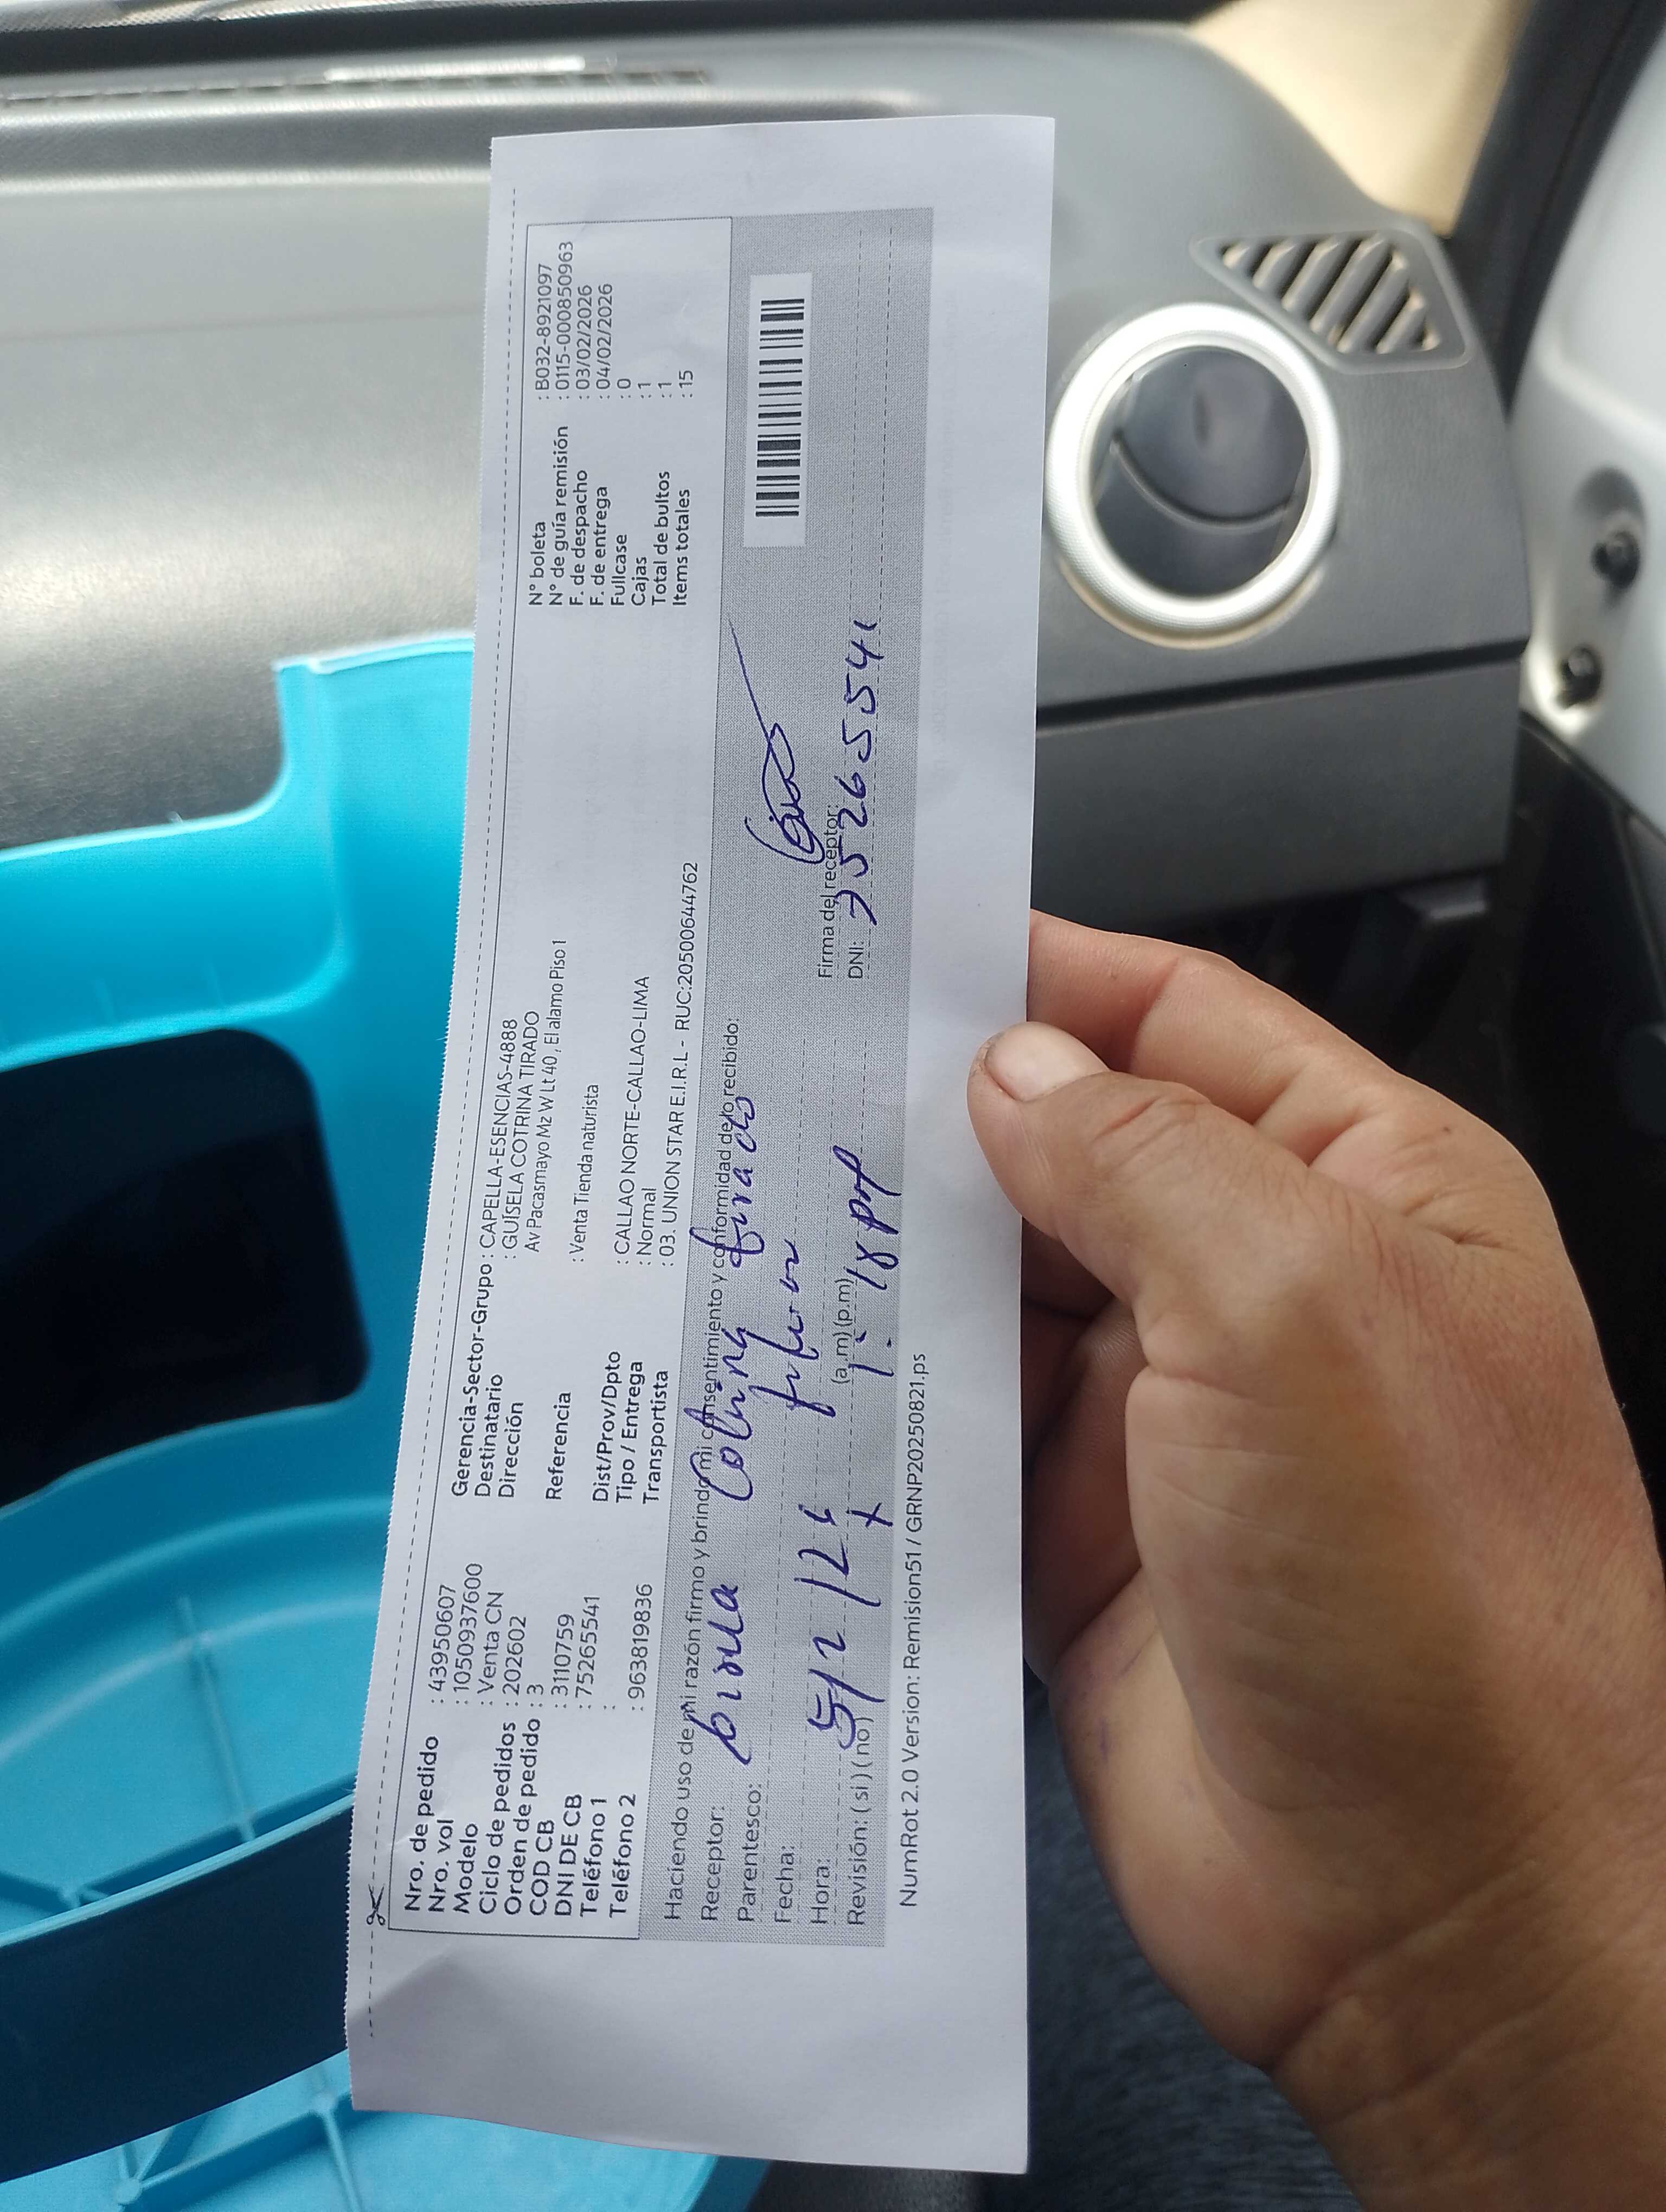 Nro. de pedido : 43950607
Nro. vol : 1050937600
Modelo : Venta CN
Ciclo de pedidos : 202602
Orden de pedido : 3
COD CB : 3110759
DNI DE CB : 75265541
Teléfono 1 :
Teléfono 2 : 963819836
Gerencia-Sector-Grupo : CAPELLA-ESENCIAS-4888
Destinatario : GUÍSELA COTRINA TIRADO
Dirección Av Pacasmayo Mz W Lt 40 , El alamo Piso 1
Referencia : Venta Tienda naturista
Dist/Prov/Dpto : CALLAO NORTE-CALLAO-LIMA
Tipo / Entrega : Normal
Transportista : 03. UNION STAR E.I.R.L - RUC:20500644762
N° boleta : B032-8921097
N° de guía remisión : 0115-0000850963
F. de despacho : 03/02/2026
F. de entrega : 04/02/2026
Fullcase : 0
Cajas : 1
Total de bultos : 1
Items totales : 15
Haciendo uso de mi razón firmo y brindo mi consentimiento y conformidad de lo recibido:
Receptor:
Parentesco:
Fecha: 5/2/26
Hora: (a.m) (p.m)
Revisión: ( si ) ( no ) 1:18 pm
Firma del receptor:
DNI: 75265541
NumRot 2.0 Version: Remision51 / GRNP20250821.ps